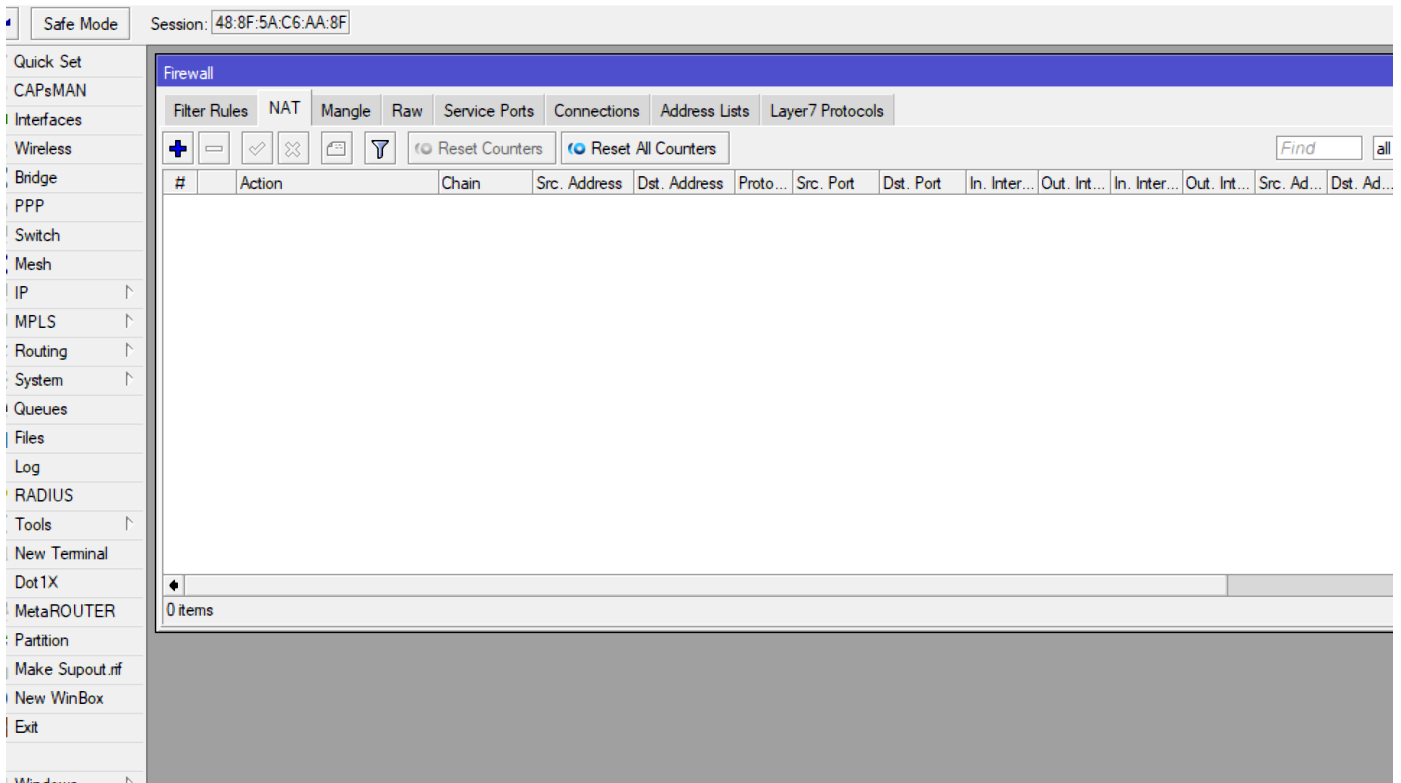 Safe Mode Session: 48:8F:5A:C6:AA:8F
Quick Set
CAPsMAN
Interfaces
Wireless
Bridge
PPP
Switch
Mesh
IP
MPLS
Routing
System
Queues
Files
Log
RADIUS
Tools
New Terminal
Dot1X
MetaROUTER
Partition
Make Supout.rif
New WinBox
Exit
Windows
Firewall
Filter Rules NAT Mangle Raw Service Ports Connections Address Lists Layer7 Protocols
Reset Counters Reset All Counters Find all
# Action Chain Src. Address Dst. Address Proto... Src. Port Dst. Port In. Inter... Out. Int... In. Inter... Out. Int... Src. Ad... Dst. Ad...
0 items